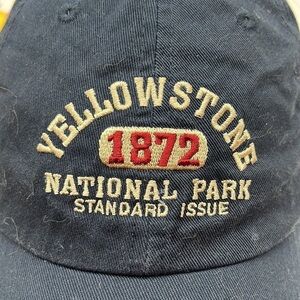 YELLOWSTONE
1872
NATIONAL PARK
STANDARD ISSUE